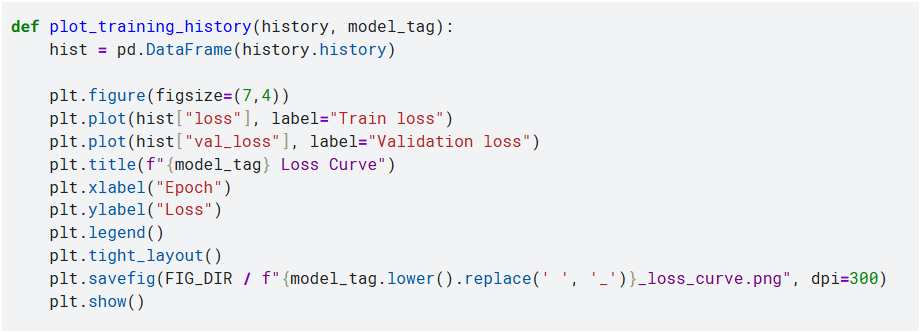 def plot_training_history(history, model_tag):
    hist = pd.DataFrame(history.history)

    plt.figure(figsize=(7,4))
    plt.plot(hist["loss"], label="Train loss")
    plt.plot(hist["val_loss"], label="Validation loss")
    plt.title(f"{model_tag} Loss Curve")
    plt.xlabel("Epoch")
    plt.ylabel("Loss")
    plt.legend()
    plt.tight_layout()
    plt.savefig(FIG_DIR / f"{model_tag.lower().replace(' ', '_')}_loss_curve.png", dpi=300)
    plt.show()